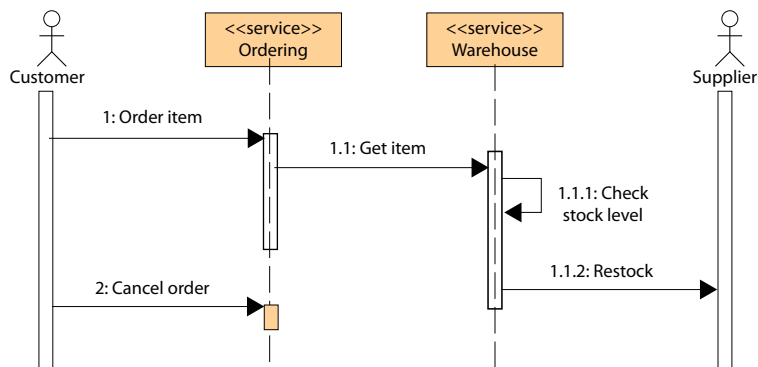 <<service>>
Ordering
<<service>>
Warehouse
Customer
Supplier
1: Order item
1.1: Get item
1.1.1: Check
stock level
1.1.2: Restock
2: Cancel order